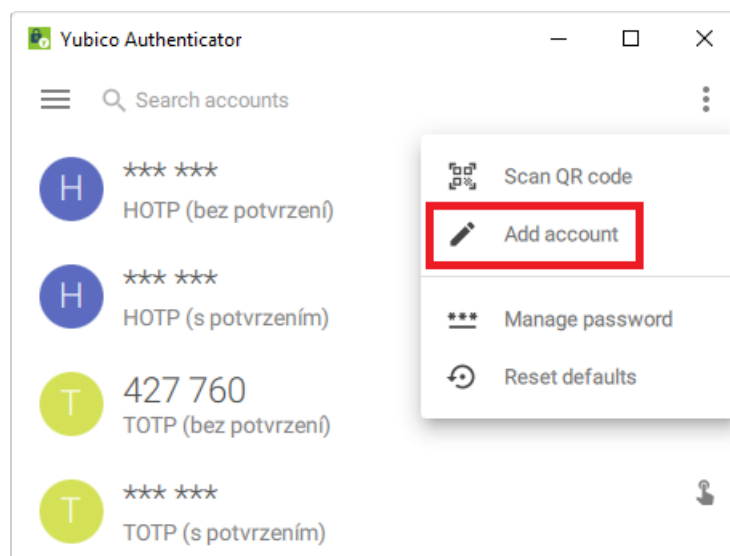 Yubico Authenticator
Search accounts
H
*** ***
HOTP (bez potvrzení)
H
*** ***
HOTP (s potvrzením)
T
427 760
TOTP (bez potvrzení)
T
*** ***
TOTP (s potvrzením)
Scan QR code
Add account
*** Manage password
Reset defaults